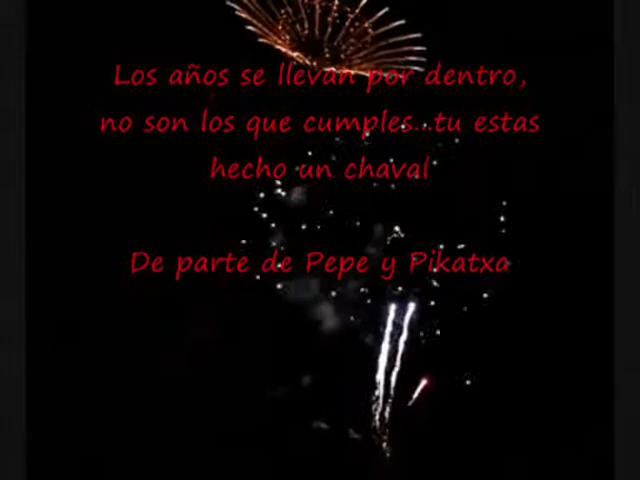 Los años se llevan por dentro,
no son los que cumples...tu estas
hecho un chaval
De parte de Pepe y Pikatxa